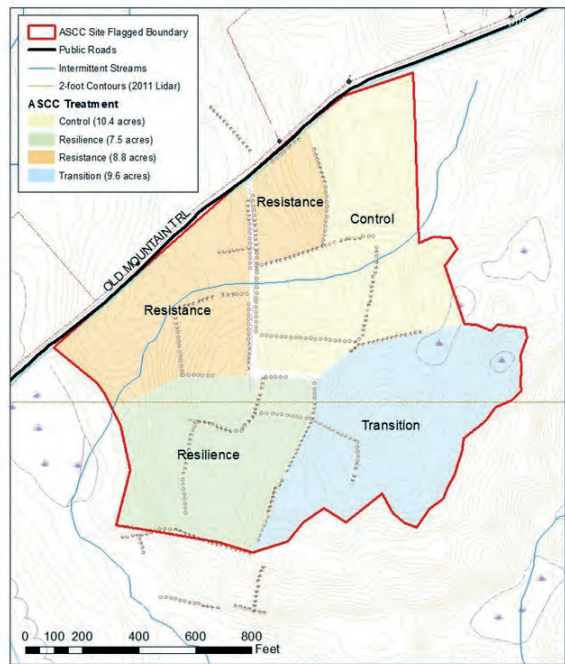 ASCC Site Flagged Boundary
Public Roads
Intermittent Streams
2-foot Contours (2011 Lidar)
ASCC Treatment
Control (10.4 acres)
Resilience (7.5 acres)
Resistance (8.8 acres)
Transition (9.6 acres)
OLD MOUNTAIN TRL
Resistance
Control
Resistance
Transition
Resilience
0 100 200 400 600 800
Feet